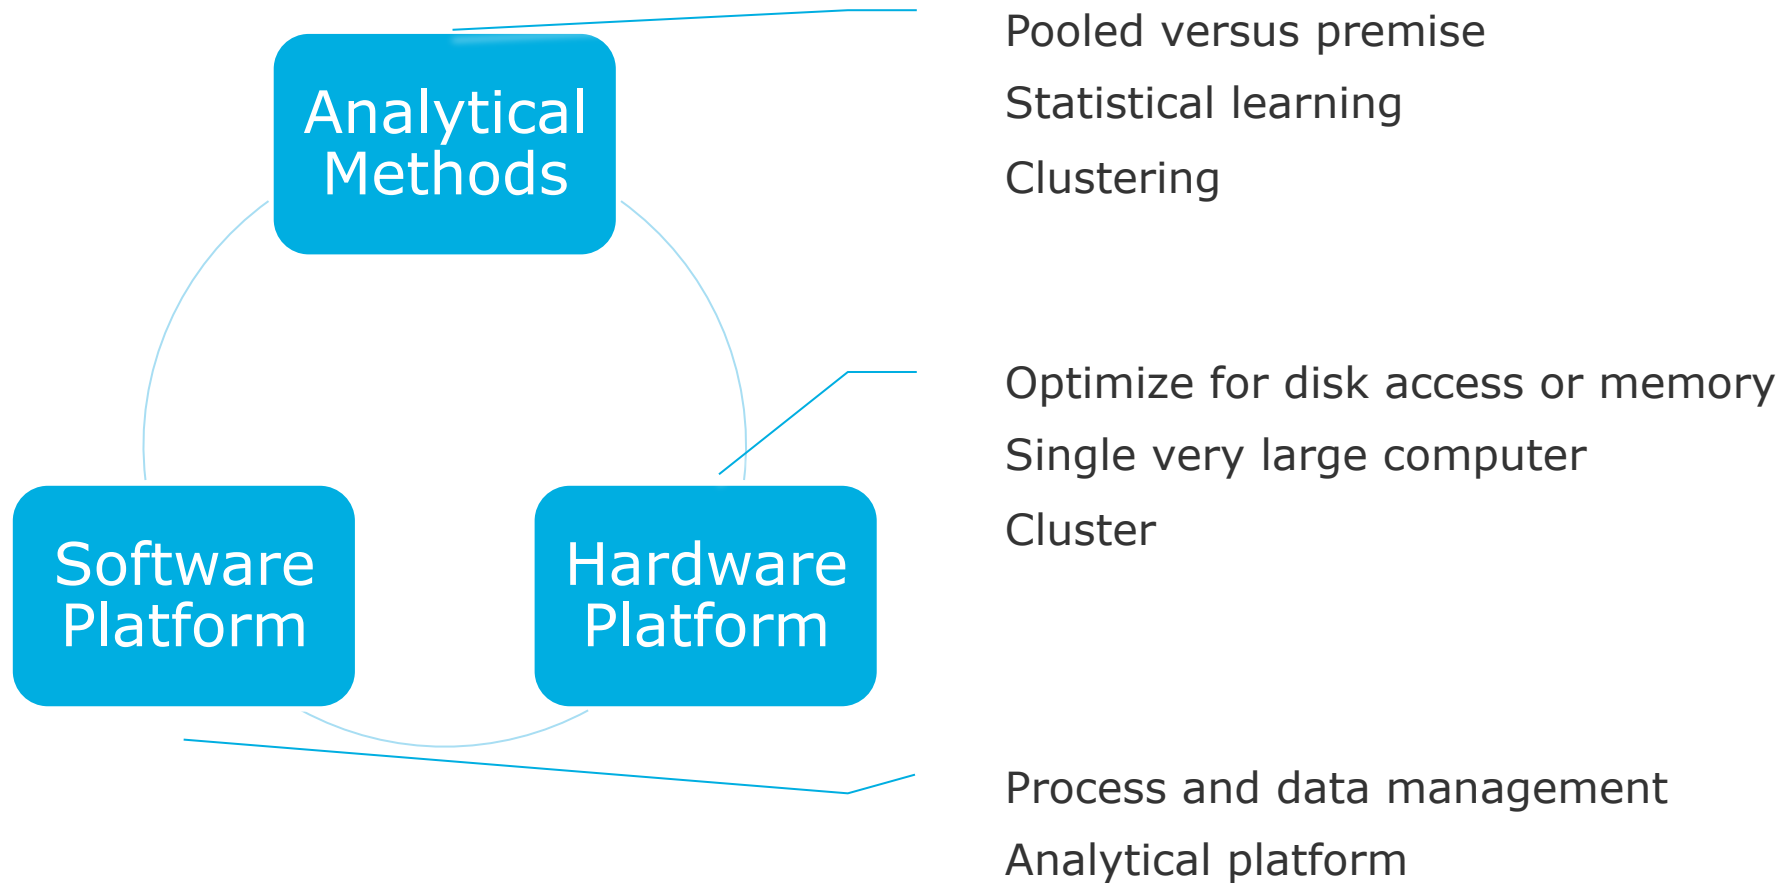 Analytical
Methods
Pooled versus premise
Statistical learning
Clustering
Software
Platform
Hardware
Platform
Optimize for disk access or memory
Single very large computer
Cluster
Process and data management
Analytical platform